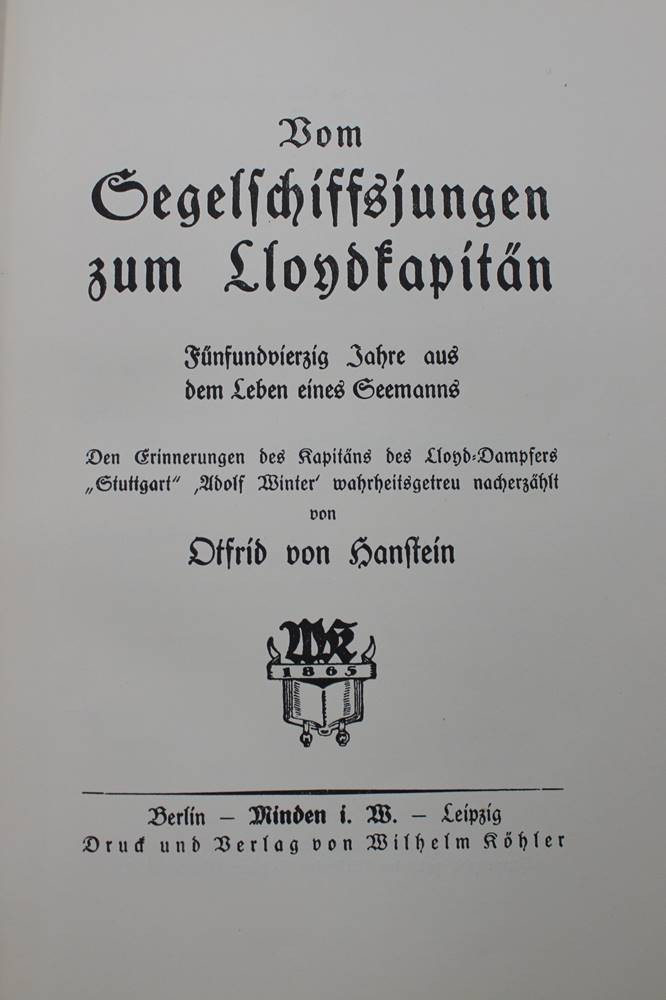 Vom
Segelschiffsjungen
zum Lloydkapitän
Fünfundvierzig Jahre aus
dem Leben eines Seemanns
Den Erinnerungen des Kapitäns des Lloyd-Dampfers
„Stuttgart“ ‚Adolf Winter‘ wahrheitsgetreu nacherzählt
von
Otfrid von Hanstein
WK
1865
Berlin – Minden i. W. – Leipzig
Druck und Verlag von Wilhelm Köhler